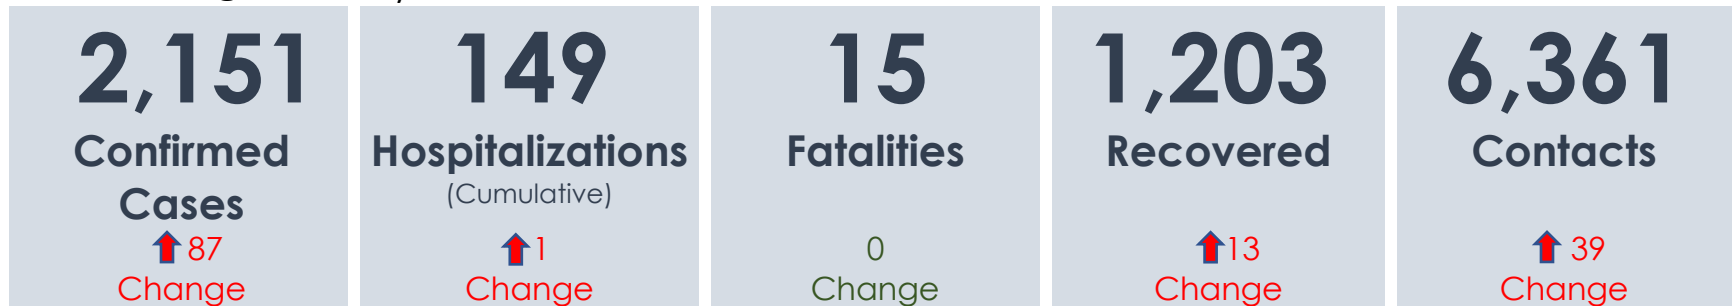 2,151
Confirmed
Cases
87
Change
149
Hospitalizations
(Cumulative)
1
Change
15
Fatalities
0
Change
1,203
Recovered
13
Change
6,361
Contacts
39
Change